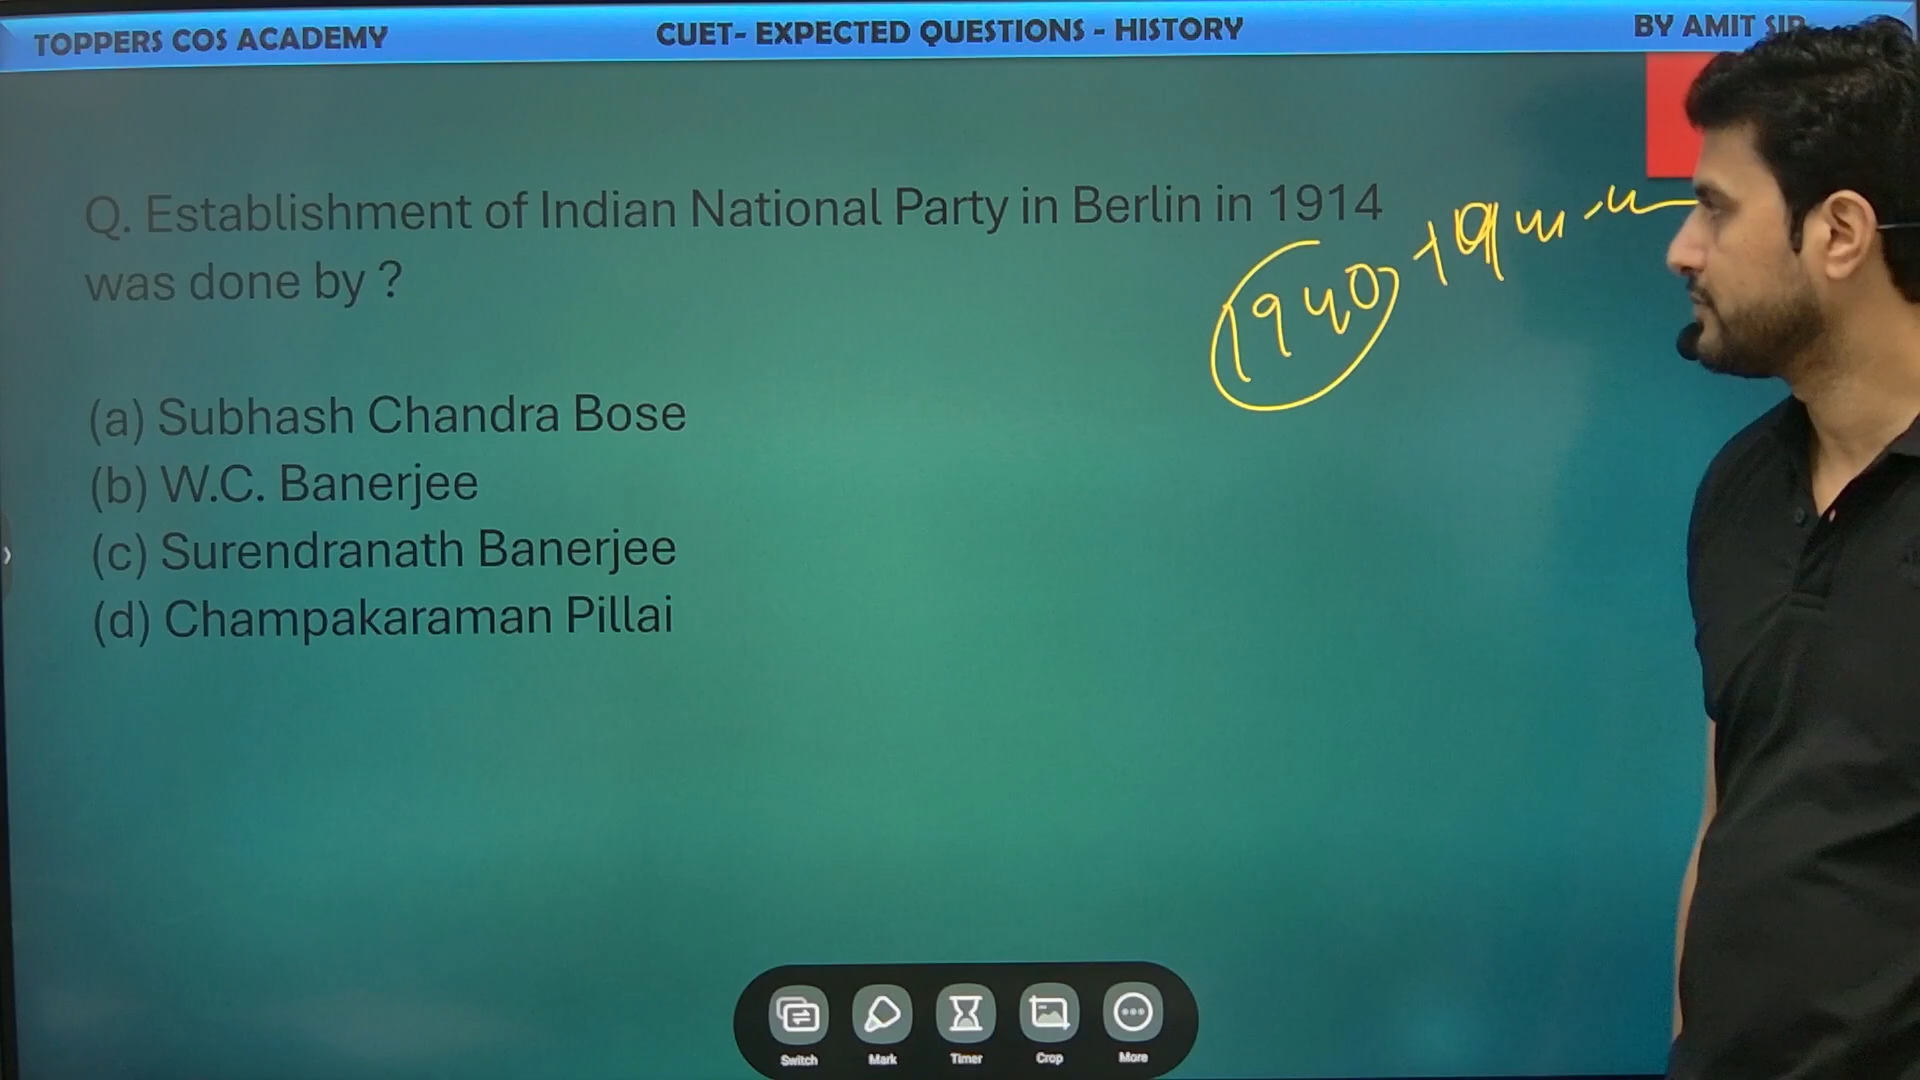 TOPPERS COS ACADEMY
CUET- EXPECTED QUESTIONS - HISTORY
BY AMIT SIR
Q. Establishment of Indian National Party in Berlin in 1914
was done by ?
1940
(a) Subhash Chandra Bose
(b) W.C. Banerjee
(c) Surendranath Banerjee
(d) Champakaraman Pillai
Switch
Mark
Timer
Crop
More